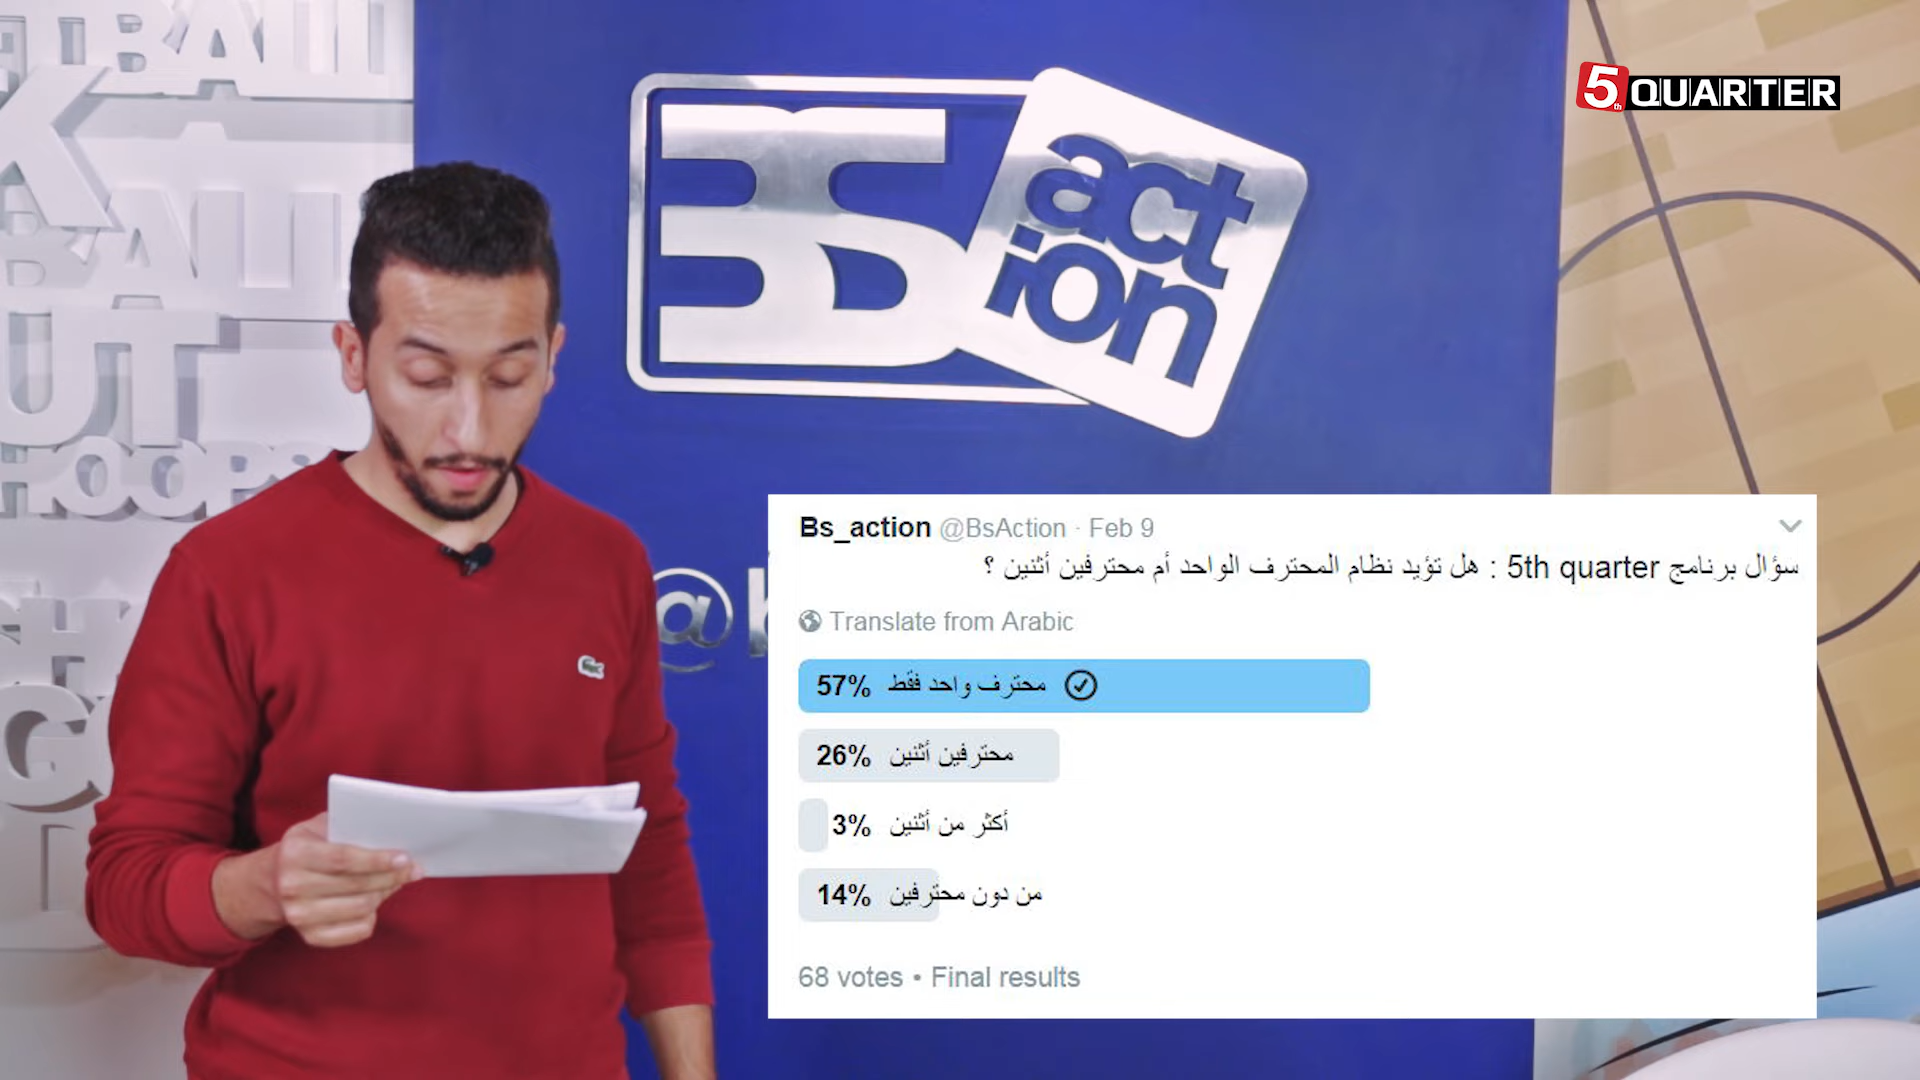 5th QUARTER
BS action
BALL
HOOPS
@
Bs_action @BsAction · Feb 9
سؤال برنامج 5th quarter : هل تؤيد نظام المحترف الواحد أم محترفين أثنين ؟
Translate from Arabic
57% محترف واحد فقط
26% محترفين أثنين
3% أكثر من أثنين
14% من دون محترفين
68 votes • Final results